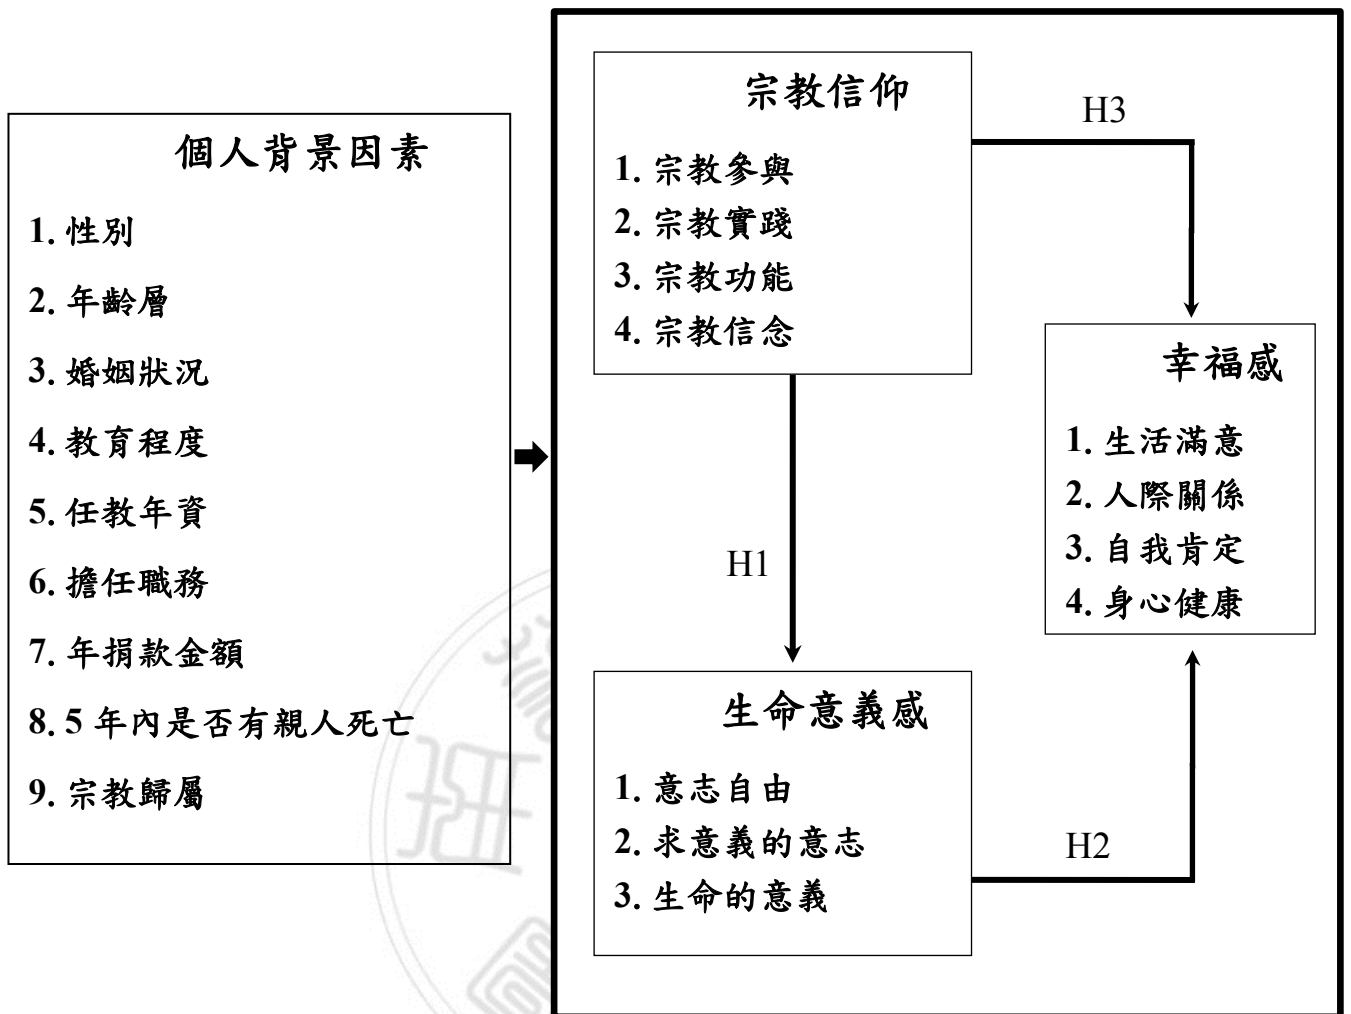 個人背景因素
1. 性別
2. 年齡層
3. 婚姻狀況
4. 教育程度
5. 任教年資
6. 擔任職務
7. 年捐款金額
8. 5 年內是否有親人死亡
9. 宗教歸屬
宗教信仰
1. 宗教參與
2. 宗教實踐
3. 宗教功能
4. 宗教信念
H3
幸福感
1. 生活滿意
2. 人際關係
3. 自我肯定
4. 身心健康
H1
生命意義感
1. 意志自由
2. 求意義的意志
3. 生命的意義
H2